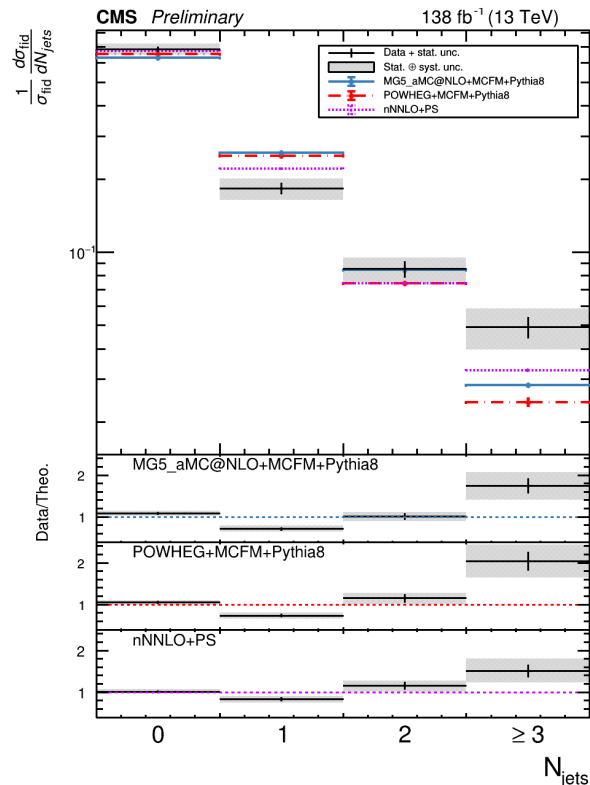 CMS Preliminary 138 fb⁻¹ (13 TeV)
1/σ_fid dσ_fid/dN_jets
Data + stat. unc.
Stat. ⊕ syst. unc.
MG5_aMC@NLO+MCFM+Pythia8
POWHEG+MCFM+Pythia8
nNNLO+PS
10⁻¹
Data/Theo.
MG5_aMC@NLO+MCFM+Pythia8
2
1
POWHEG+MCFM+Pythia8
2
1
nNNLO+PS
2
1
0 1 2 ≥ 3
N_jets